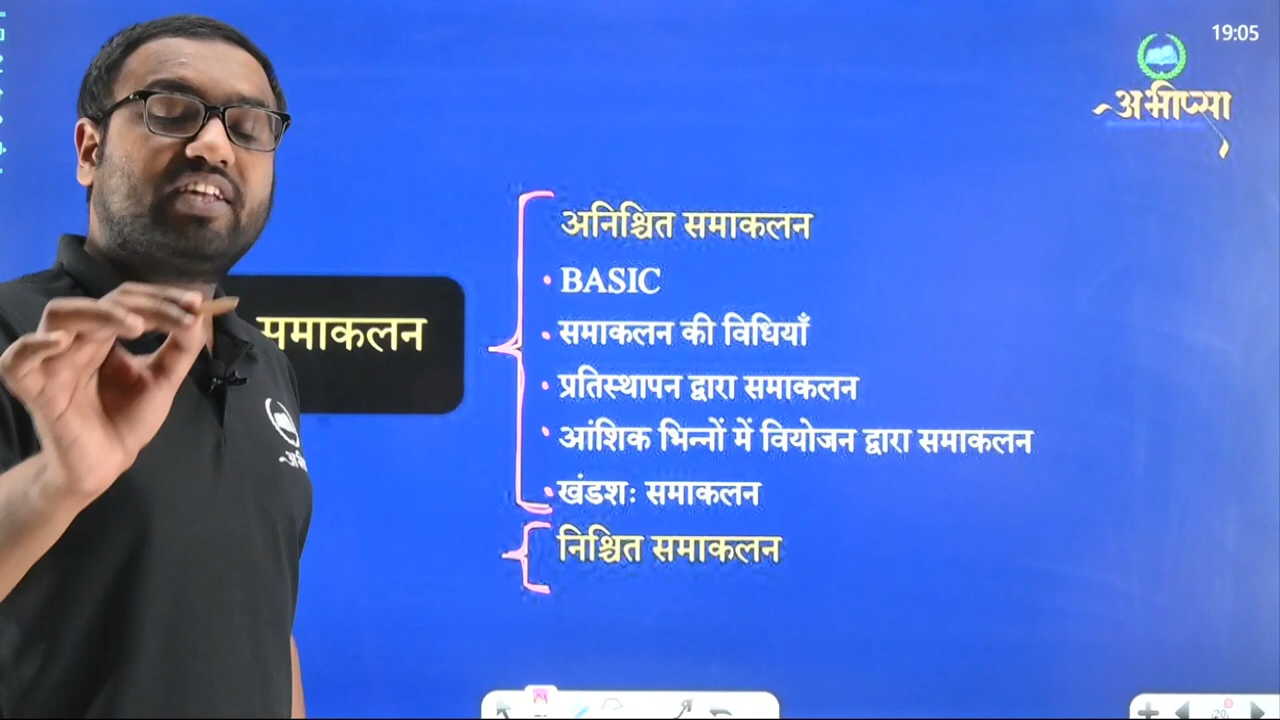 19:05
अभीप्सा
समाकलन
अनिश्चित समाकलन
BASIC
समाकलन की विधियाँ
प्रतिस्थापन द्वारा समाकलन
आंशिक भिन्नों में वियोजन द्वारा समाकलन
खंडशः समाकलन
निश्चित समाकलन